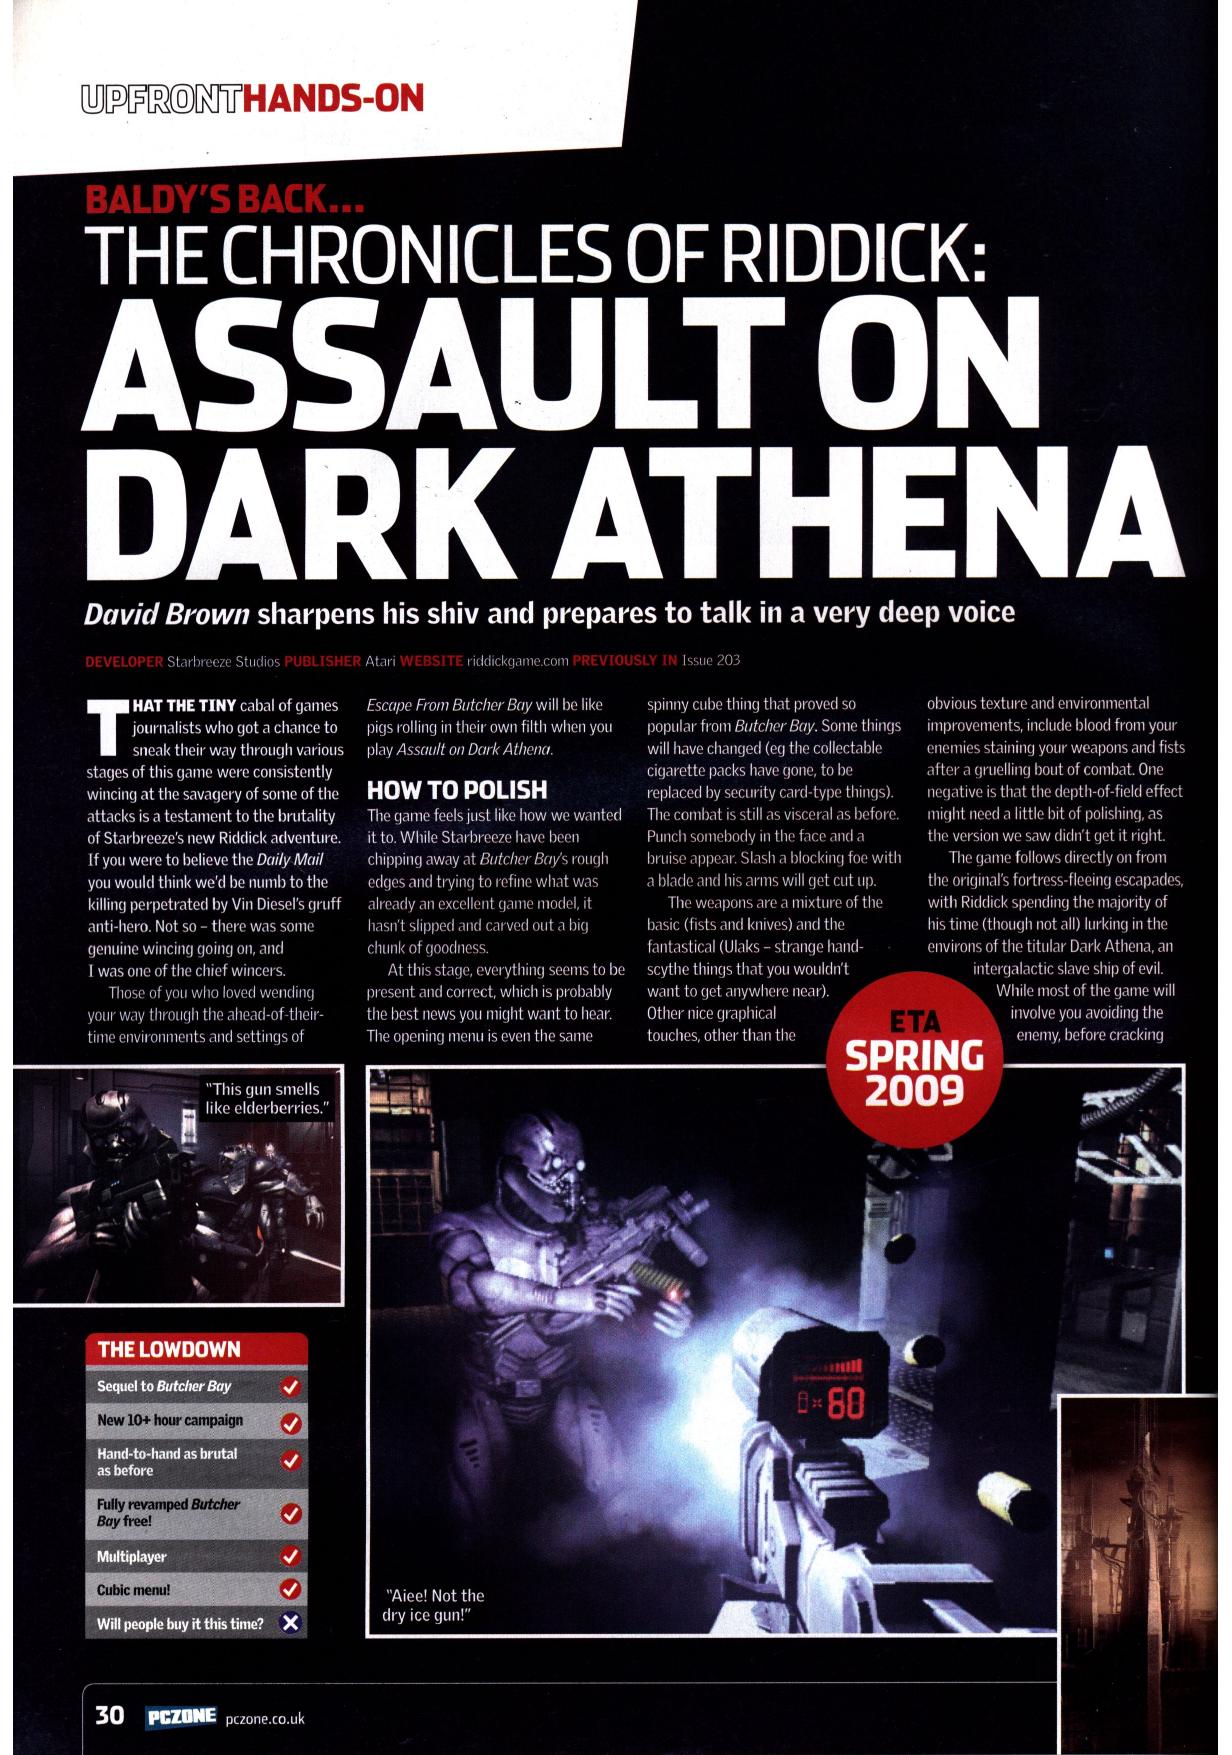 UPFRONTHANDS-ON
BALDY'S BACK...
THE CHRONICLES OF RIDDICK:
ASSAULT ON
DARK ATHENA
David Brown sharpens his shiv and prepares to talk in a very deep voice
DEVELOPER Starbreeze Studios PUBLISHER Atari WEBSITE riddickgame.com PREVIOUSLY IN Issue 203
THAT THE TINY cabal of games
journalists who got a chance to
sneak their way through various
stages of this game were consistently
wincing at the savagery of some of the
attacks is a testament to the brutality
of Starbreeze's new Riddick adventure.
If you were to believe the Daily Mail
you would think we'd be numb to the
killing perpetrated by Vin Diesel's gruff
anti-hero. Not so – there was some
genuine wincing going on, and
I was one of the chief wincers.
Those of you who loved wending
your way through the ahead-of-their-
time environments and settings of
Escape From Butcher Bay will be like
pigs rolling in their own filth when you
play Assault on Dark Athena.
HOW TO POLISH
The game feels just like how we wanted
it to. While Starbreeze have been
chipping away at Butcher Bay's rough
edges and trying to refine what was
already an excellent game model, it
hasn't slipped and carved out a big
chunk of goodness.
At this stage, everything seems to be
present and correct, which is probably
the best news you might want to hear.
The opening menu is even the same
spinny cube thing that proved so
popular from Butcher Bay. Some things
will have changed (eg the collectable
cigarette packs have gone, to be
replaced by security card-type things).
The combat is still as visceral as before.
Punch somebody in the face and a
bruise appear. Slash a blocking foe with
a blade and his arms will get cut up.
The weapons are a mixture of the
basic (fists and knives) and the
fantastical (Ulaks – strange hand-
scythe things that you wouldn't
want to get anywhere near).
Other nice graphical
touches, other than the
obvious texture and environmental
improvements, include blood from your
enemies staining your weapons and fists
after a gruelling bout of combat. One
negative is that the depth-of-field effect
might need a little bit of polishing, as
the version we saw didn't get it right.
The game follows directly on from
the original's fortress-fleeing escapades,
with Riddick spending the majority of
his time (though not all) lurking in the
environs of the titular Dark Athena, an
intergalactic slave ship of evil.
While most of the game will
involve you avoiding the
enemy, before cracking
ETA
SPRING
2009
"This gun smells
like elderberries."
× 80
"Aiee! Not the
dry ice gun!"
THE LOWDOWN
Sequel to Butcher Bay
New 10+ hour campaign
Hand-to-hand as brutal
as before
Fully revamped Butcher
Bay free!
Multiplayer
Cubic menu!
Will people buy it this time?
30 PCZONE pczone.co.uk